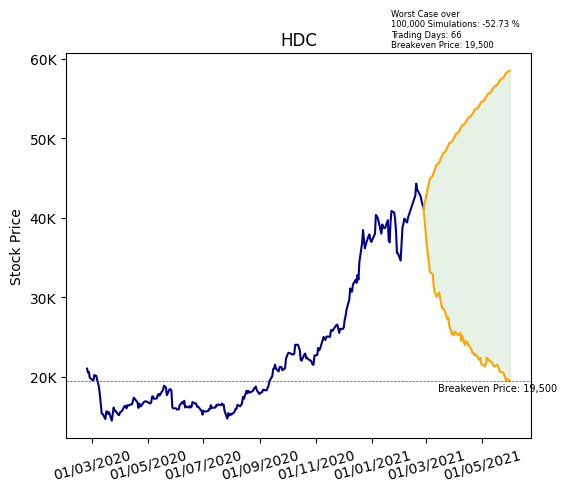 Worst Case over
100,000 Simulations: -52.73 %
Trading Days: 66
Breakeven Price: 19,500
HDC
Stock Price
60K
50K
40K
30K
20K
Breakeven Price: 19,500
01/03/2020
01/05/2020
01/07/2020
01/09/2020
01/11/2020
01/01/2021
01/03/2021
01/05/2021